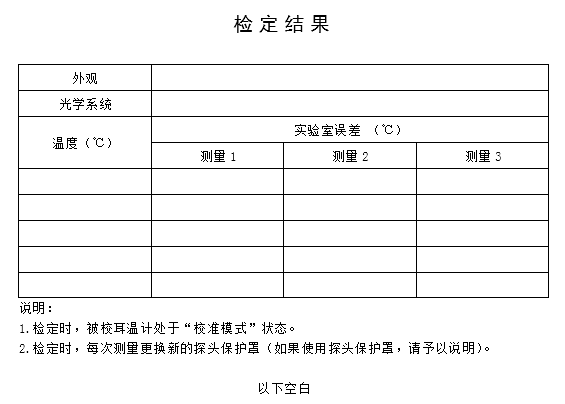 检定结果
外观
光学系统
温度（℃）
实验室误差 （℃）
测量1 测量2 测量3
说明：
1.检定时，被校耳温计处于“校准模式”状态。
2.检定时，每次测量更换新的探头保护罩（如果使用探头保护罩，请予以说明）。
以下空白